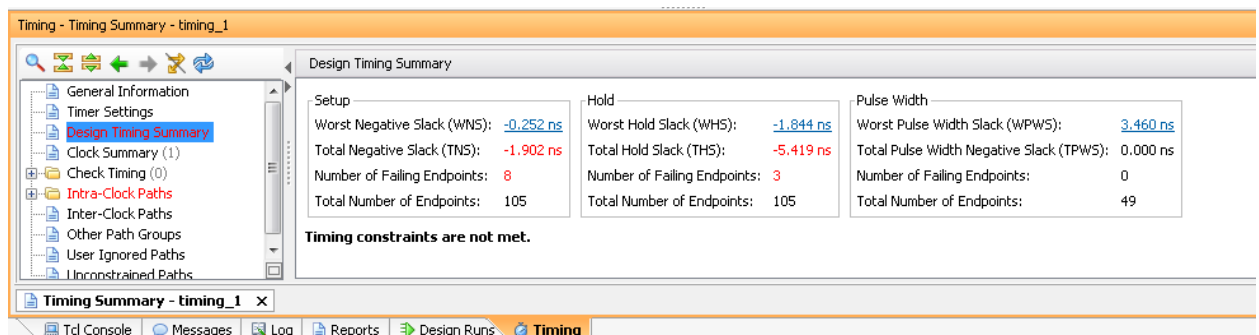 Timing - Timing Summary - timing_1
General Information
Timer Settings
Design Timing Summary
Clock Summary (1)
Check Timing (0)
Intra-Clock Paths
Inter-Clock Paths
Other Path Groups
User Ignored Paths
Unconstrained Paths
Design Timing Summary
Setup
Worst Negative Slack (WNS): -0.252 ns
Total Negative Slack (TNS): -1.902 ns
Number of Failing Endpoints: 8
Total Number of Endpoints: 105
Hold
Worst Hold Slack (WHS): -1.844 ns
Total Hold Slack (THS): -5.419 ns
Number of Failing Endpoints: 3
Total Number of Endpoints: 105
Pulse Width
Worst Pulse Width Slack (WPWS): 3.460 ns
Total Pulse Width Negative Slack (TPWS): 0.000 ns
Number of Failing Endpoints: 0
Total Number of Endpoints: 49
Timing constraints are not met.
Timing Summary - timing_1
Tcl Console Messages Log Reports Design Runs Timing